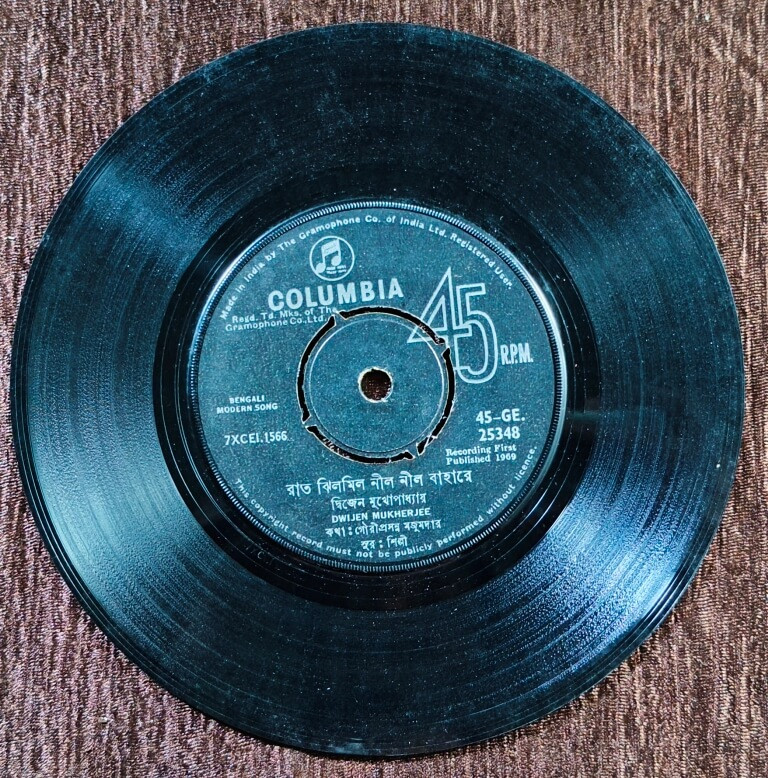 Made in India by The Gramophone Co. of India Ltd. Registered User.
COLUMBIA
Regd. Td. Mks. of The
Gramophone Co., Ltd.
45
R.P.M.
BENGALI
MODERN SONG
7XCEI.1566
45-GE.
25348
Recording First
Published 1969
রাত ঝিলমিল নীল নীল বাহারে
দ্বিজেন মুখোপাধ্যায়
DWIJEN MUKHERJEE
কথা : গৌরীপ্রসন্ন মজুমদার
সুর : শিল্পী
This copyright record must not be publicly performed without licence.